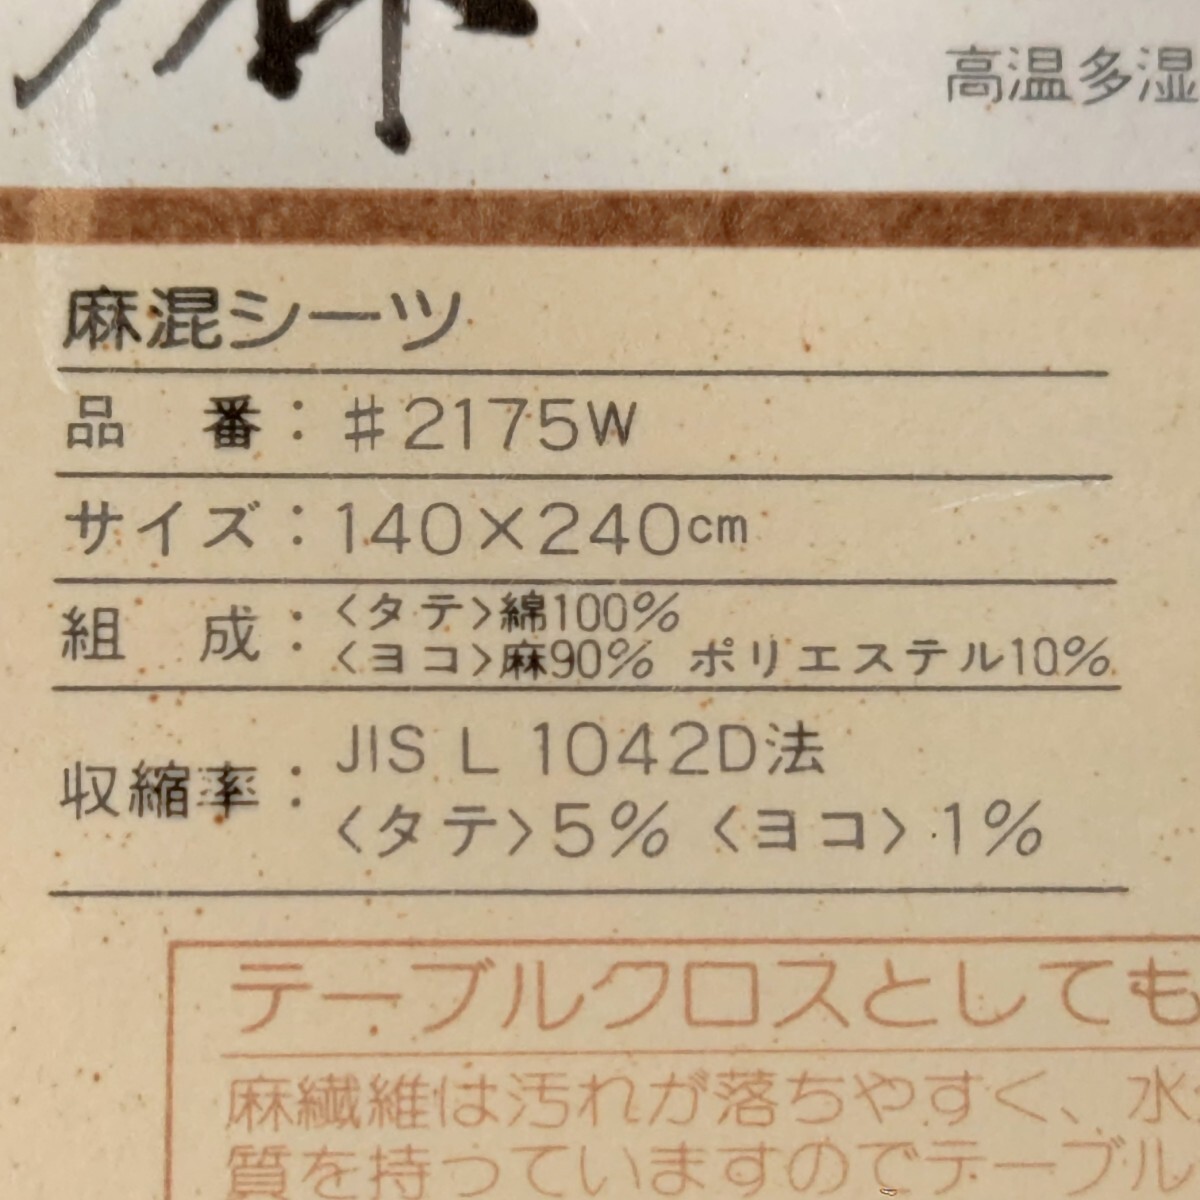 麻
高温多湿
麻混シーツ
品 番：♯2175W
サイズ：140×240cm
組 成：〈タテ〉綿100％
〈ヨコ〉麻90％ ポリエステル10％
収縮率：JIS L 1042D法
〈タテ〉5％〈ヨコ〉1％
テーブルクロスとしても
麻繊維は汚れが落ちやすく、水
質を持っていますのでテーブル